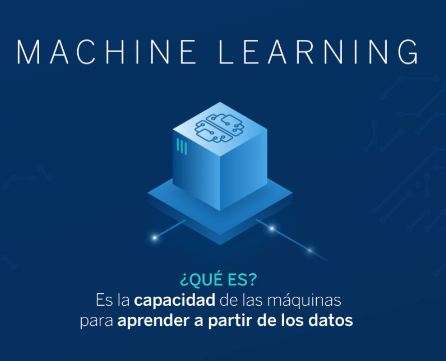 MACHINE LEARNING
¿QUÉ ES?
Es la capacidad de las máquinas
para aprender a partir de los datos